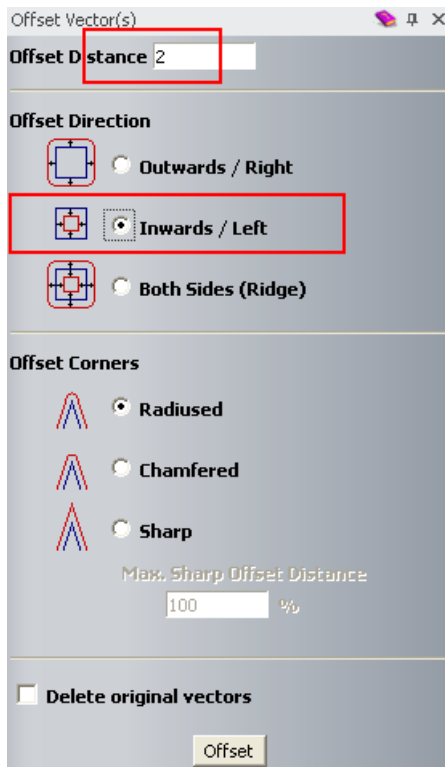 Offset Vector(s)
Offset Distance 2
Offset Direction
Outwards / Right
Inwards / Left
Both Sides (Ridge)
Offset Corners
Radiused
Chamfered
Sharp
Max. Sharp Offset Distance
100 %
Delete original vectors
Offset